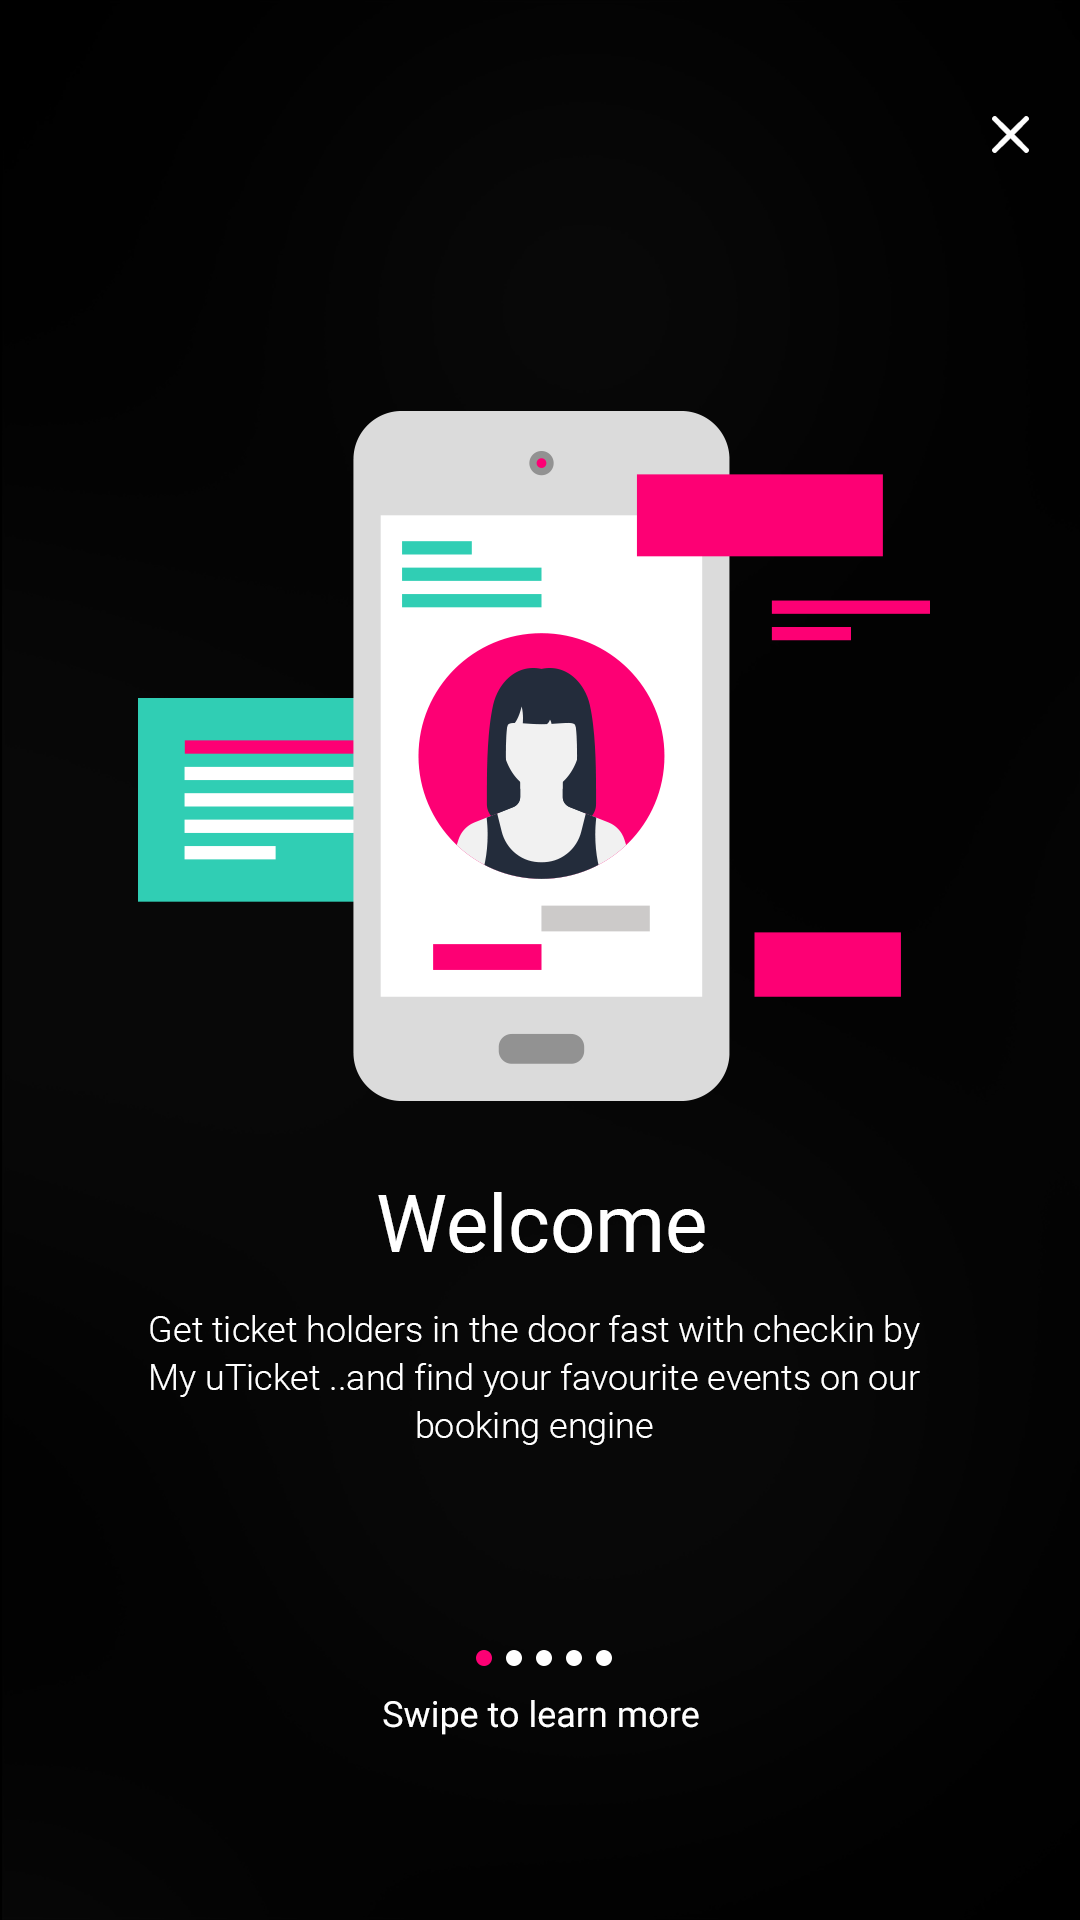 Welcome
Get ticket holders in the door fast with checkin by
My uTicket ..and find your favourite events on our
booking engine
Swipe to learn more